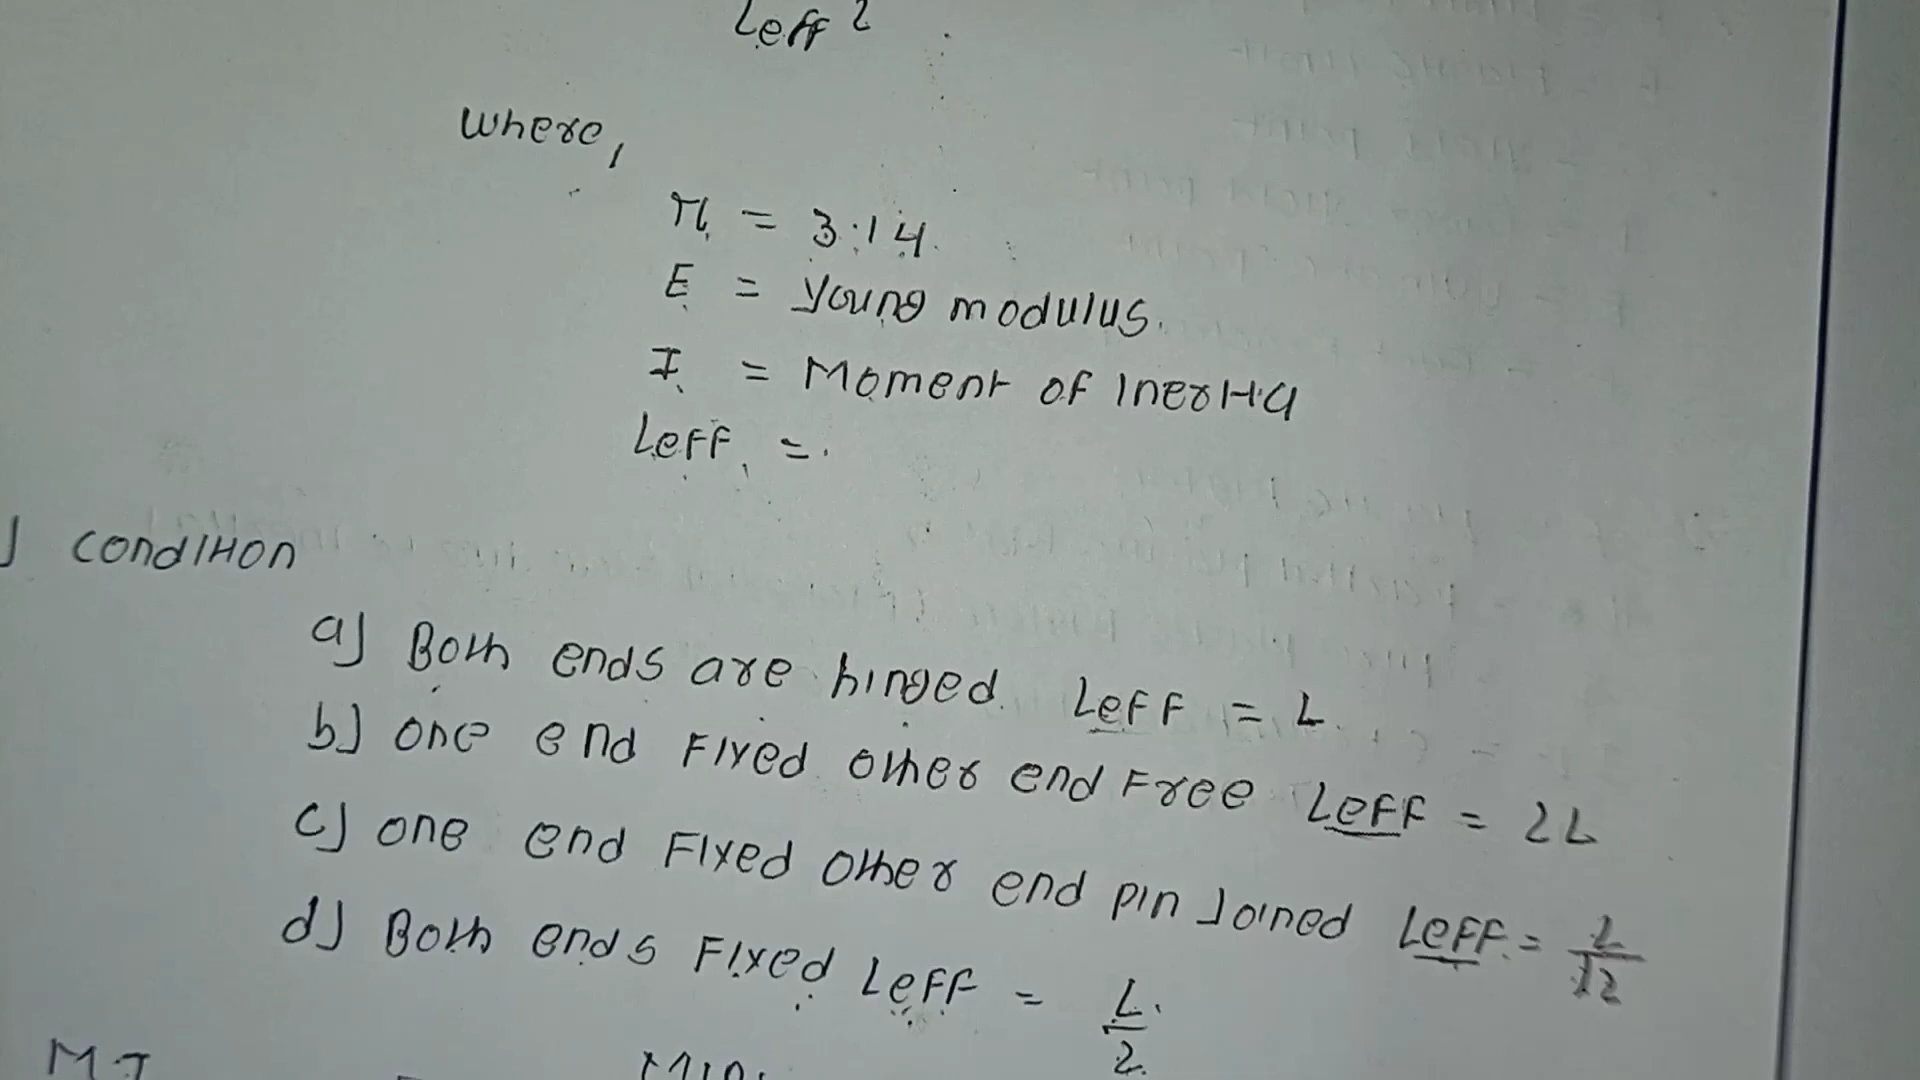 Leff 2
where,
π = 3.14.
E = young modulus.
I = Moment of Inertia
Leff =
] condition
a] Both ends are hinged. Leff = L.
b] one end Fixed other end Free Leff = 2L
c] one end Fixed other end pin Joined Leff = L/√2
d] Both ends Fixed Leff = L/2
MI